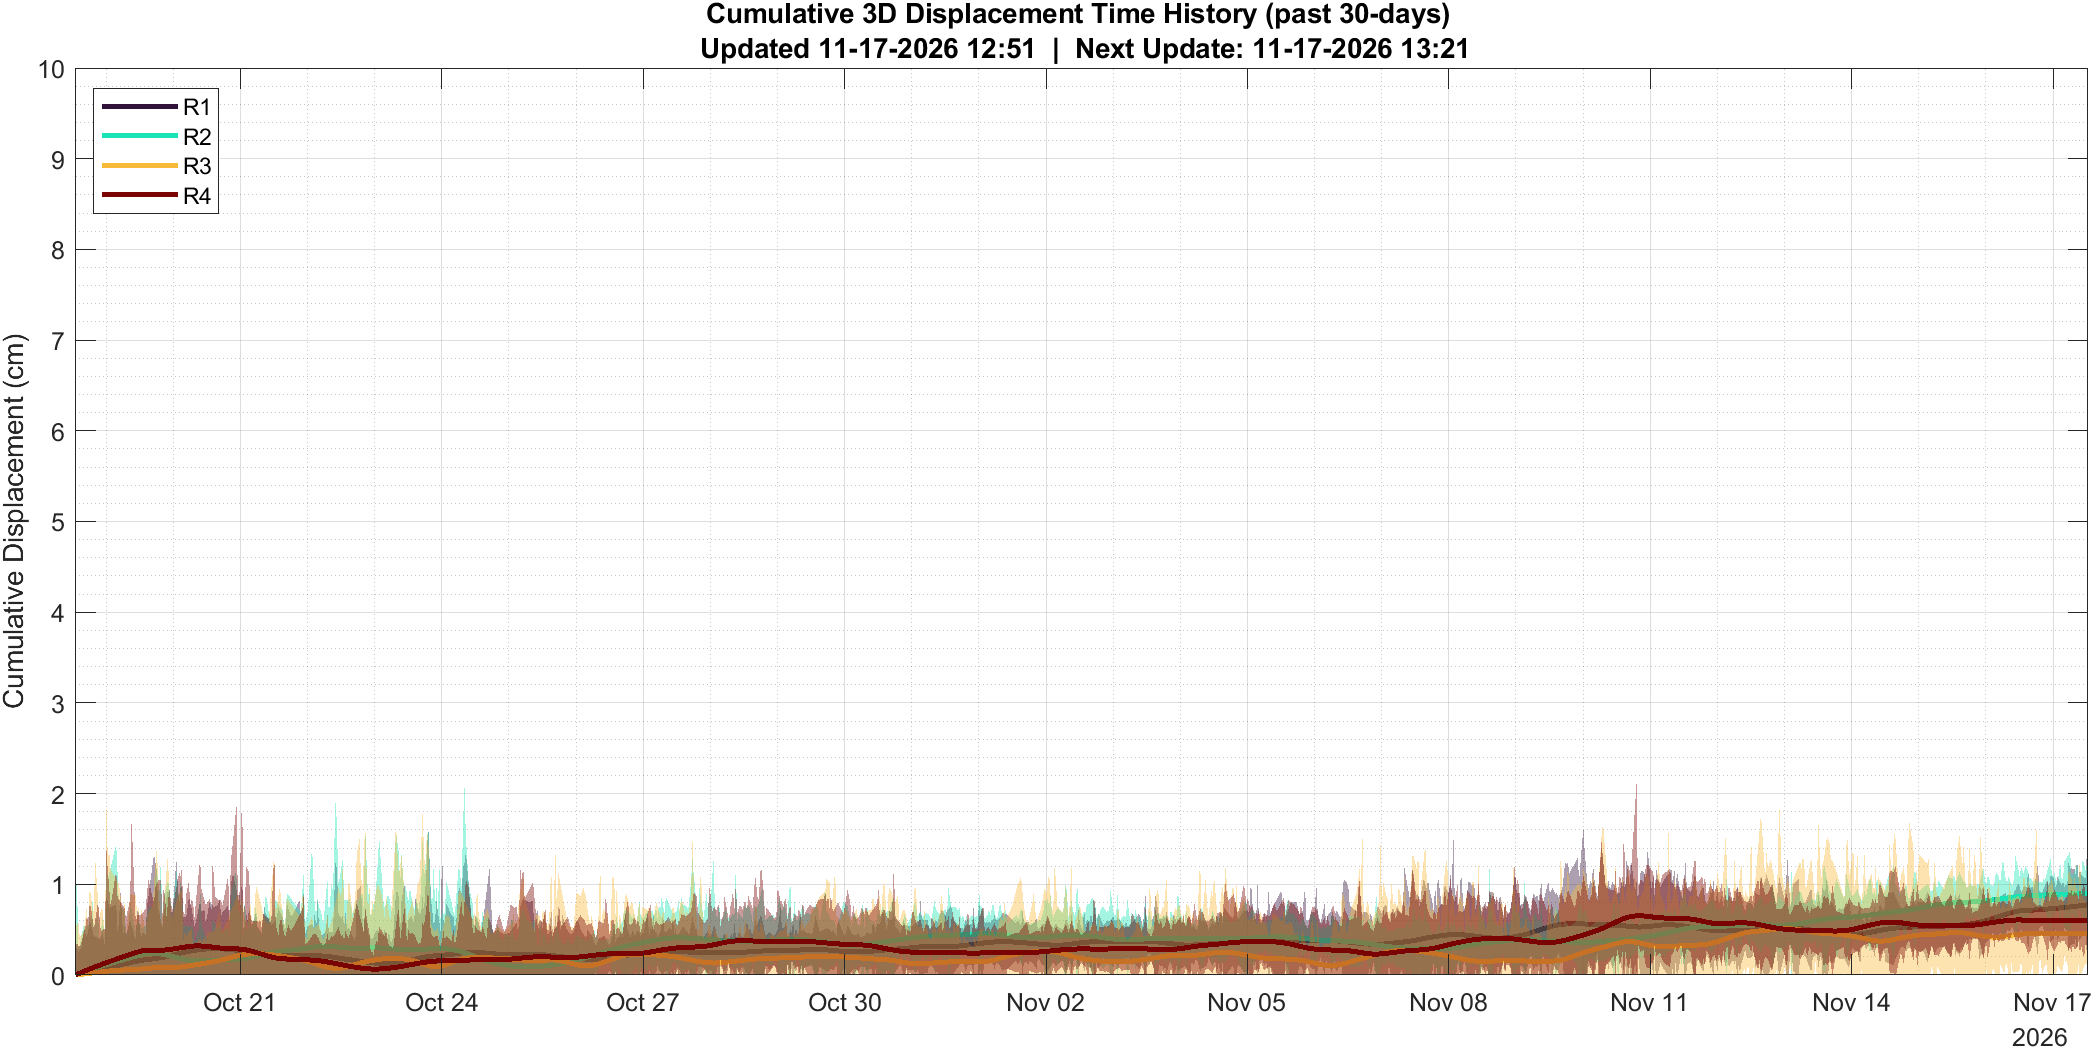 Cumulative 3D Displacement Time History (past 30-days)
Updated 11-17-2026 12:51 | Next Update: 11-17-2026 13:21
10
9
8
7
6
5
4
3
2
1
0
Cumulative Displacement (cm)
R1
R2
R3
R4
Oct 21
Oct 24
Oct 27
Oct 30
Nov 02
Nov 05
Nov 08
Nov 11
Nov 14
Nov 17
2026